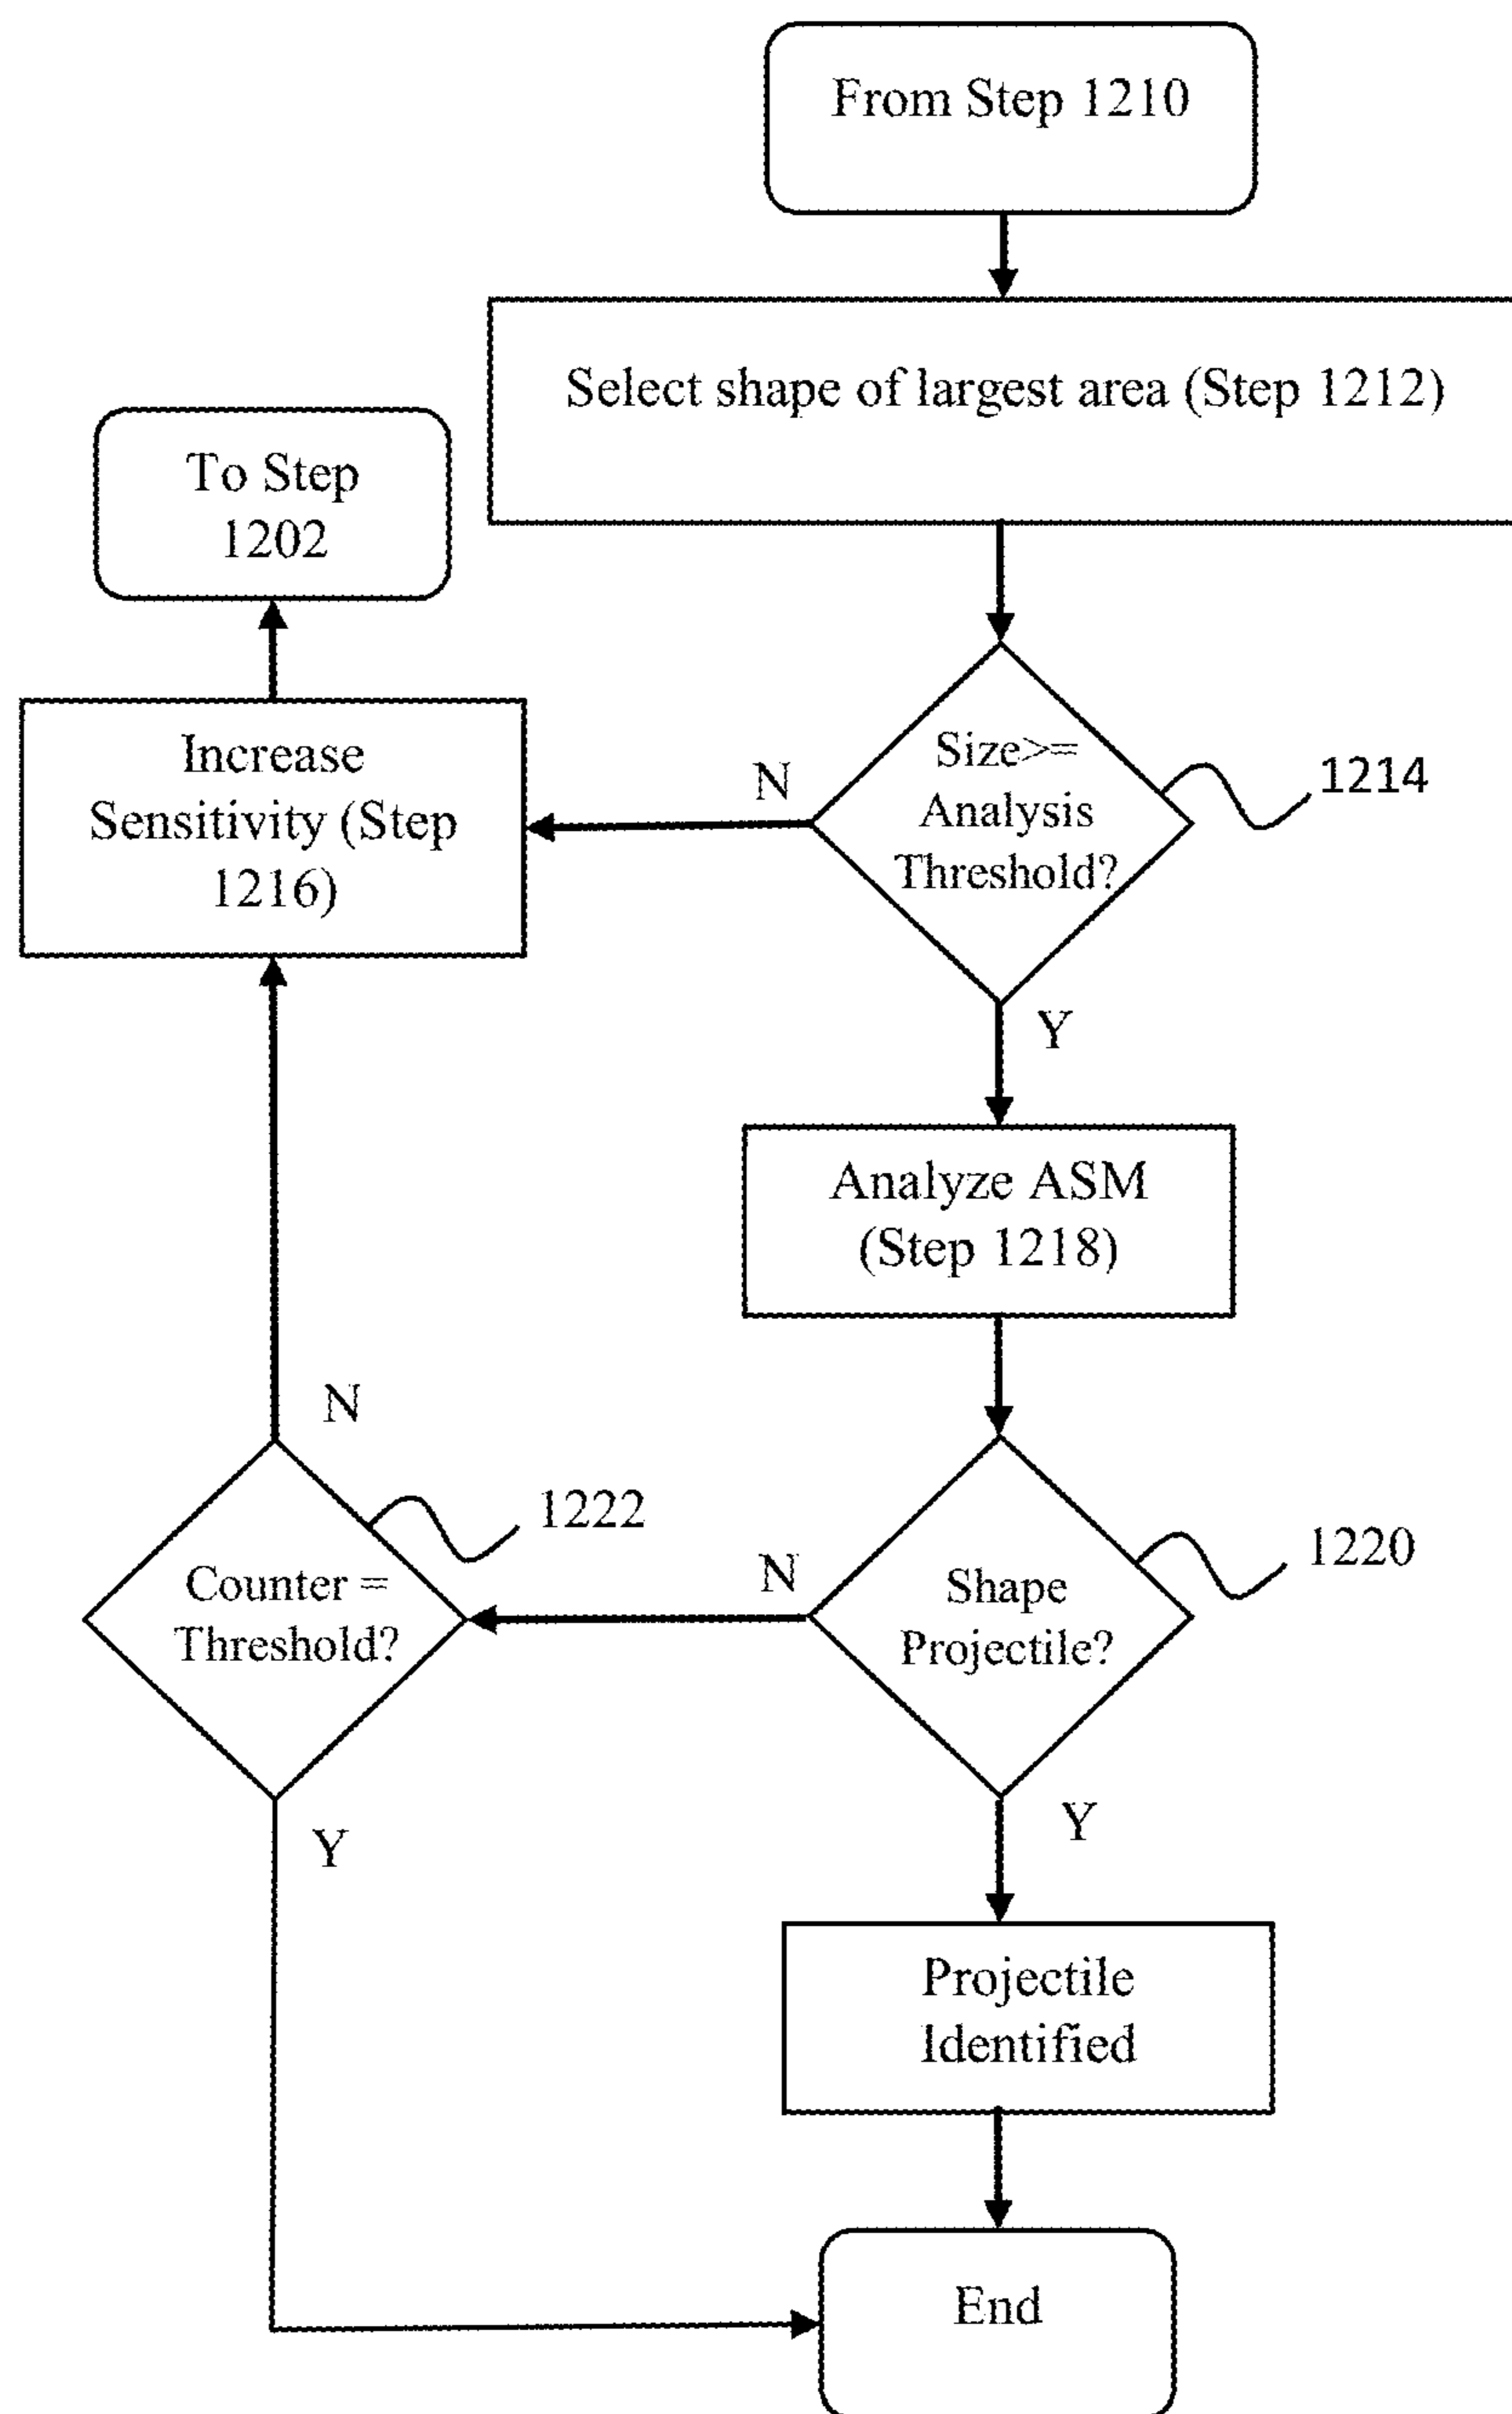 From Step 1210
Select shape of largest area (Step 1212)
To Step
1202
Increase
Sensitivity (Step
1216)
N
Size>=
Analysis
Threshold?
1214
Y
Analyze ASM
(Step 1218)
N
1222
Counter =
Threshold?
N
Shape
Projectile?
1220
Y
Y
Projectile
Identified
End